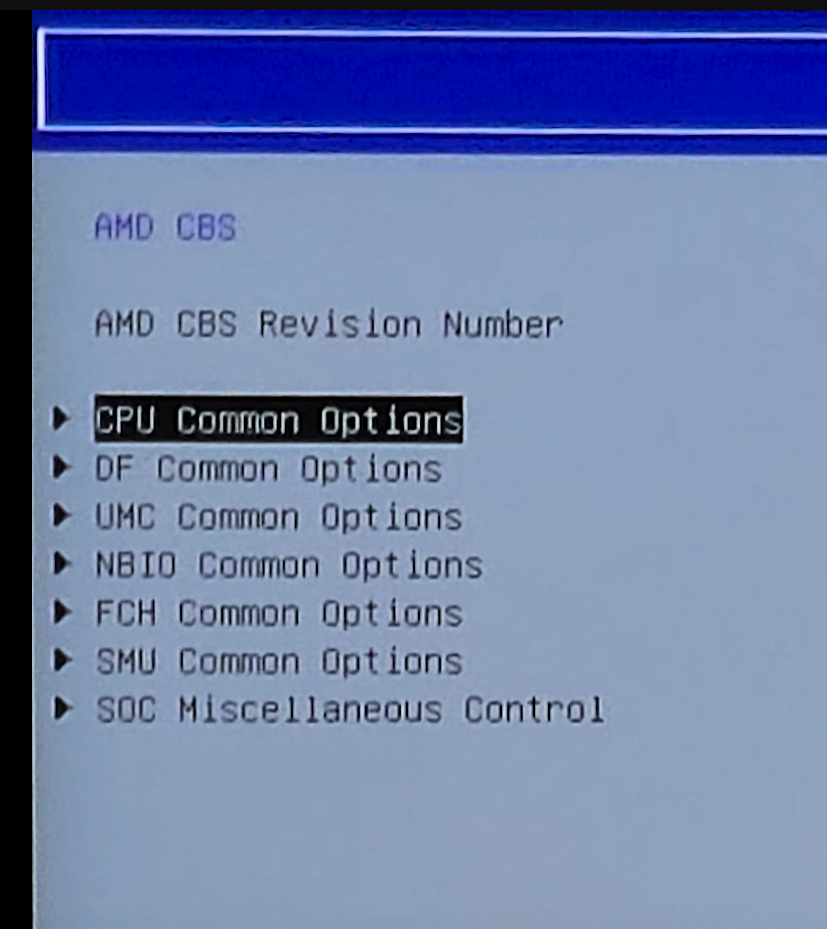 AMD CBS
AMD CBS Revision Number
CPU Common Options
DF Common Options
UMC Common Options
NBIO Common Options
FCH Common Options
SMU Common Options
SOC Miscellaneous Control